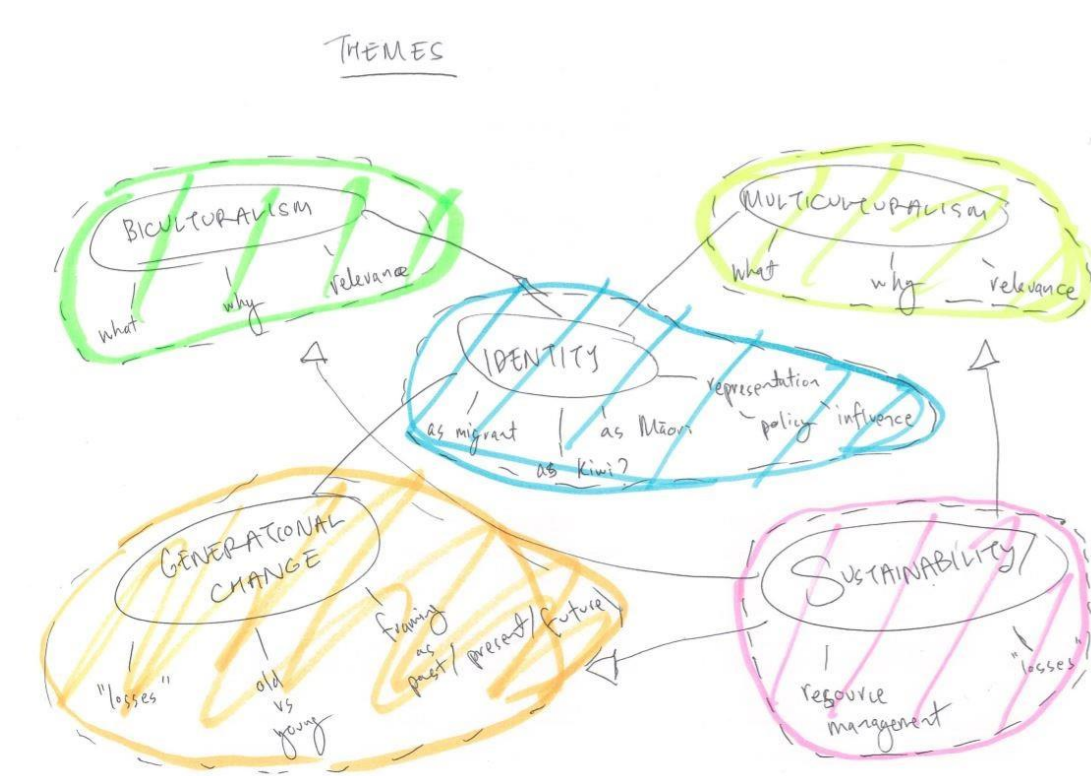 THEMES
BICULTURALISM
what
why
relevance
MULTICULTURALISM
what
why
relevance
IDENTITY
as migrant
as Kiwi?
as Māori
representation
policy influence
GENERATIONAL
CHANGE
"losses"
old
vs
young
framing
as
past/present/future
SUSTAINABILITY
resource
management
"losses"